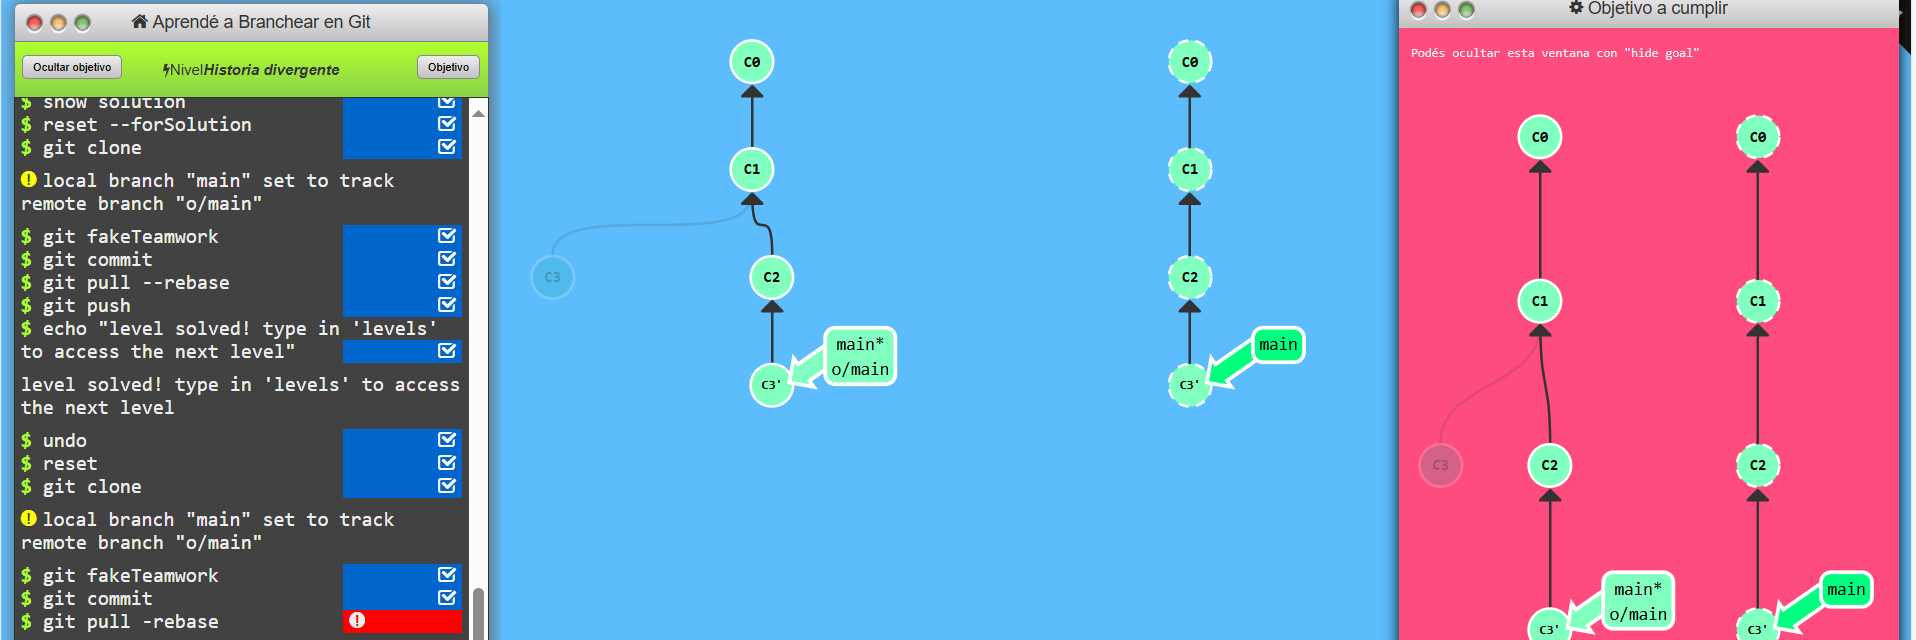 Aprendé a Branchear en Git
Ocultar objetivo
NivelHistoria divergente
Objetivo
$ show solution
$ reset --forSolution
$ git clone
local branch "main" set to track
remote branch "o/main"
$ git fakeTeamwork
$ git commit
$ git pull --rebase
$ git push
$ echo "level solved! type in 'levels'
to access the next level"
level solved! type in 'levels' to access
the next level
$ undo
$ reset
$ git clone
local branch "main" set to track
remote branch "o/main"
$ git fakeTeamwork
$ git commit
$ git pull -rebase
C0
C1
C3
C2
main*
o/main
C3'
C0
C1
C2
main
C3'
Objetivo a cumplir
Podés ocultar esta ventana con "hide goal"
C0
C1
C3
C2
main*
o/main
C3'
C0
C1
C2
main
C3'